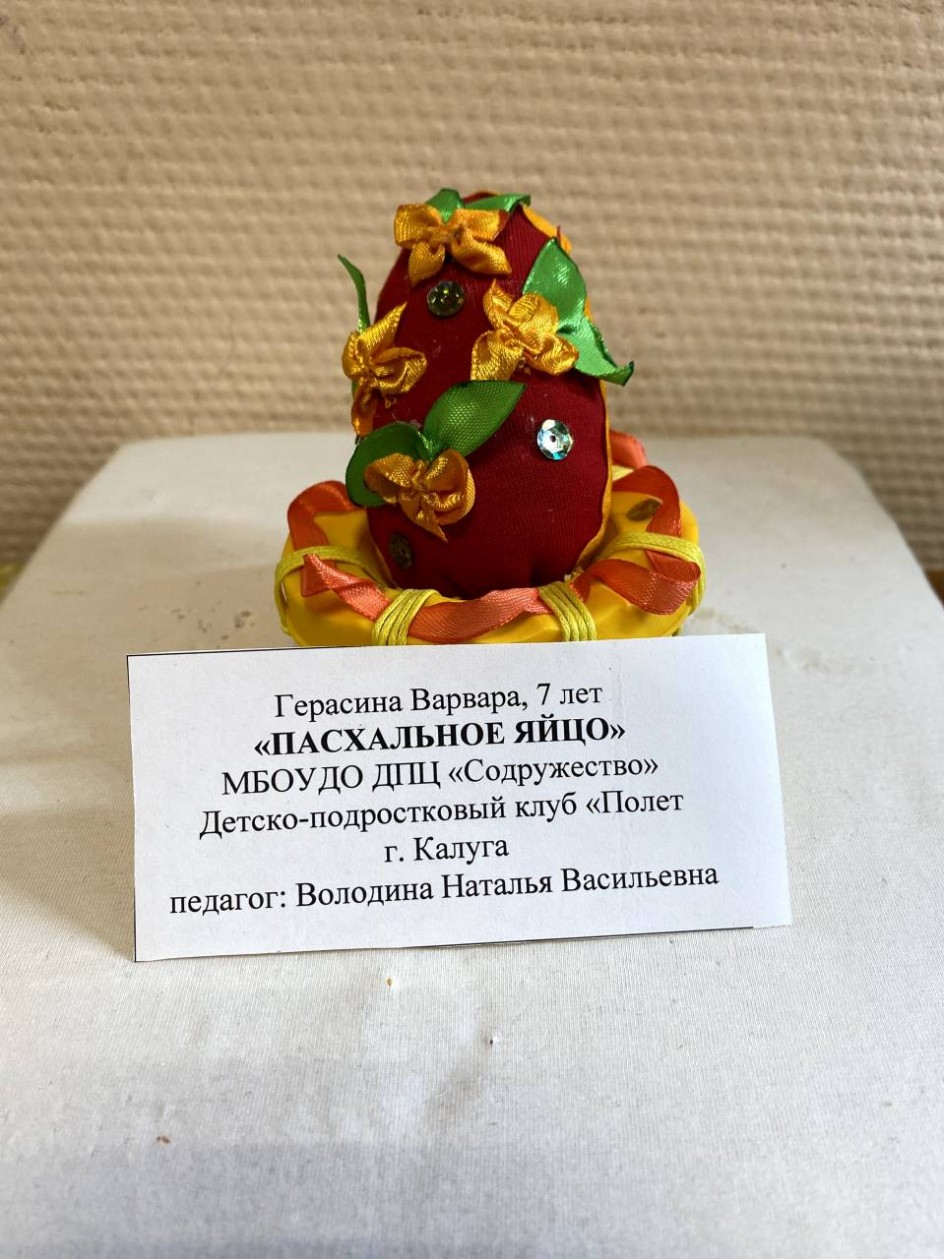 Герасина Варвара, 7 лет
«ПАСХАЛЬНОЕ ЯЙЦО»
МБОУДО ДПЦ «Содружество»
Детско-подростковый клуб «Полет
г. Калуга
педагог: Володина Наталья Васильевна